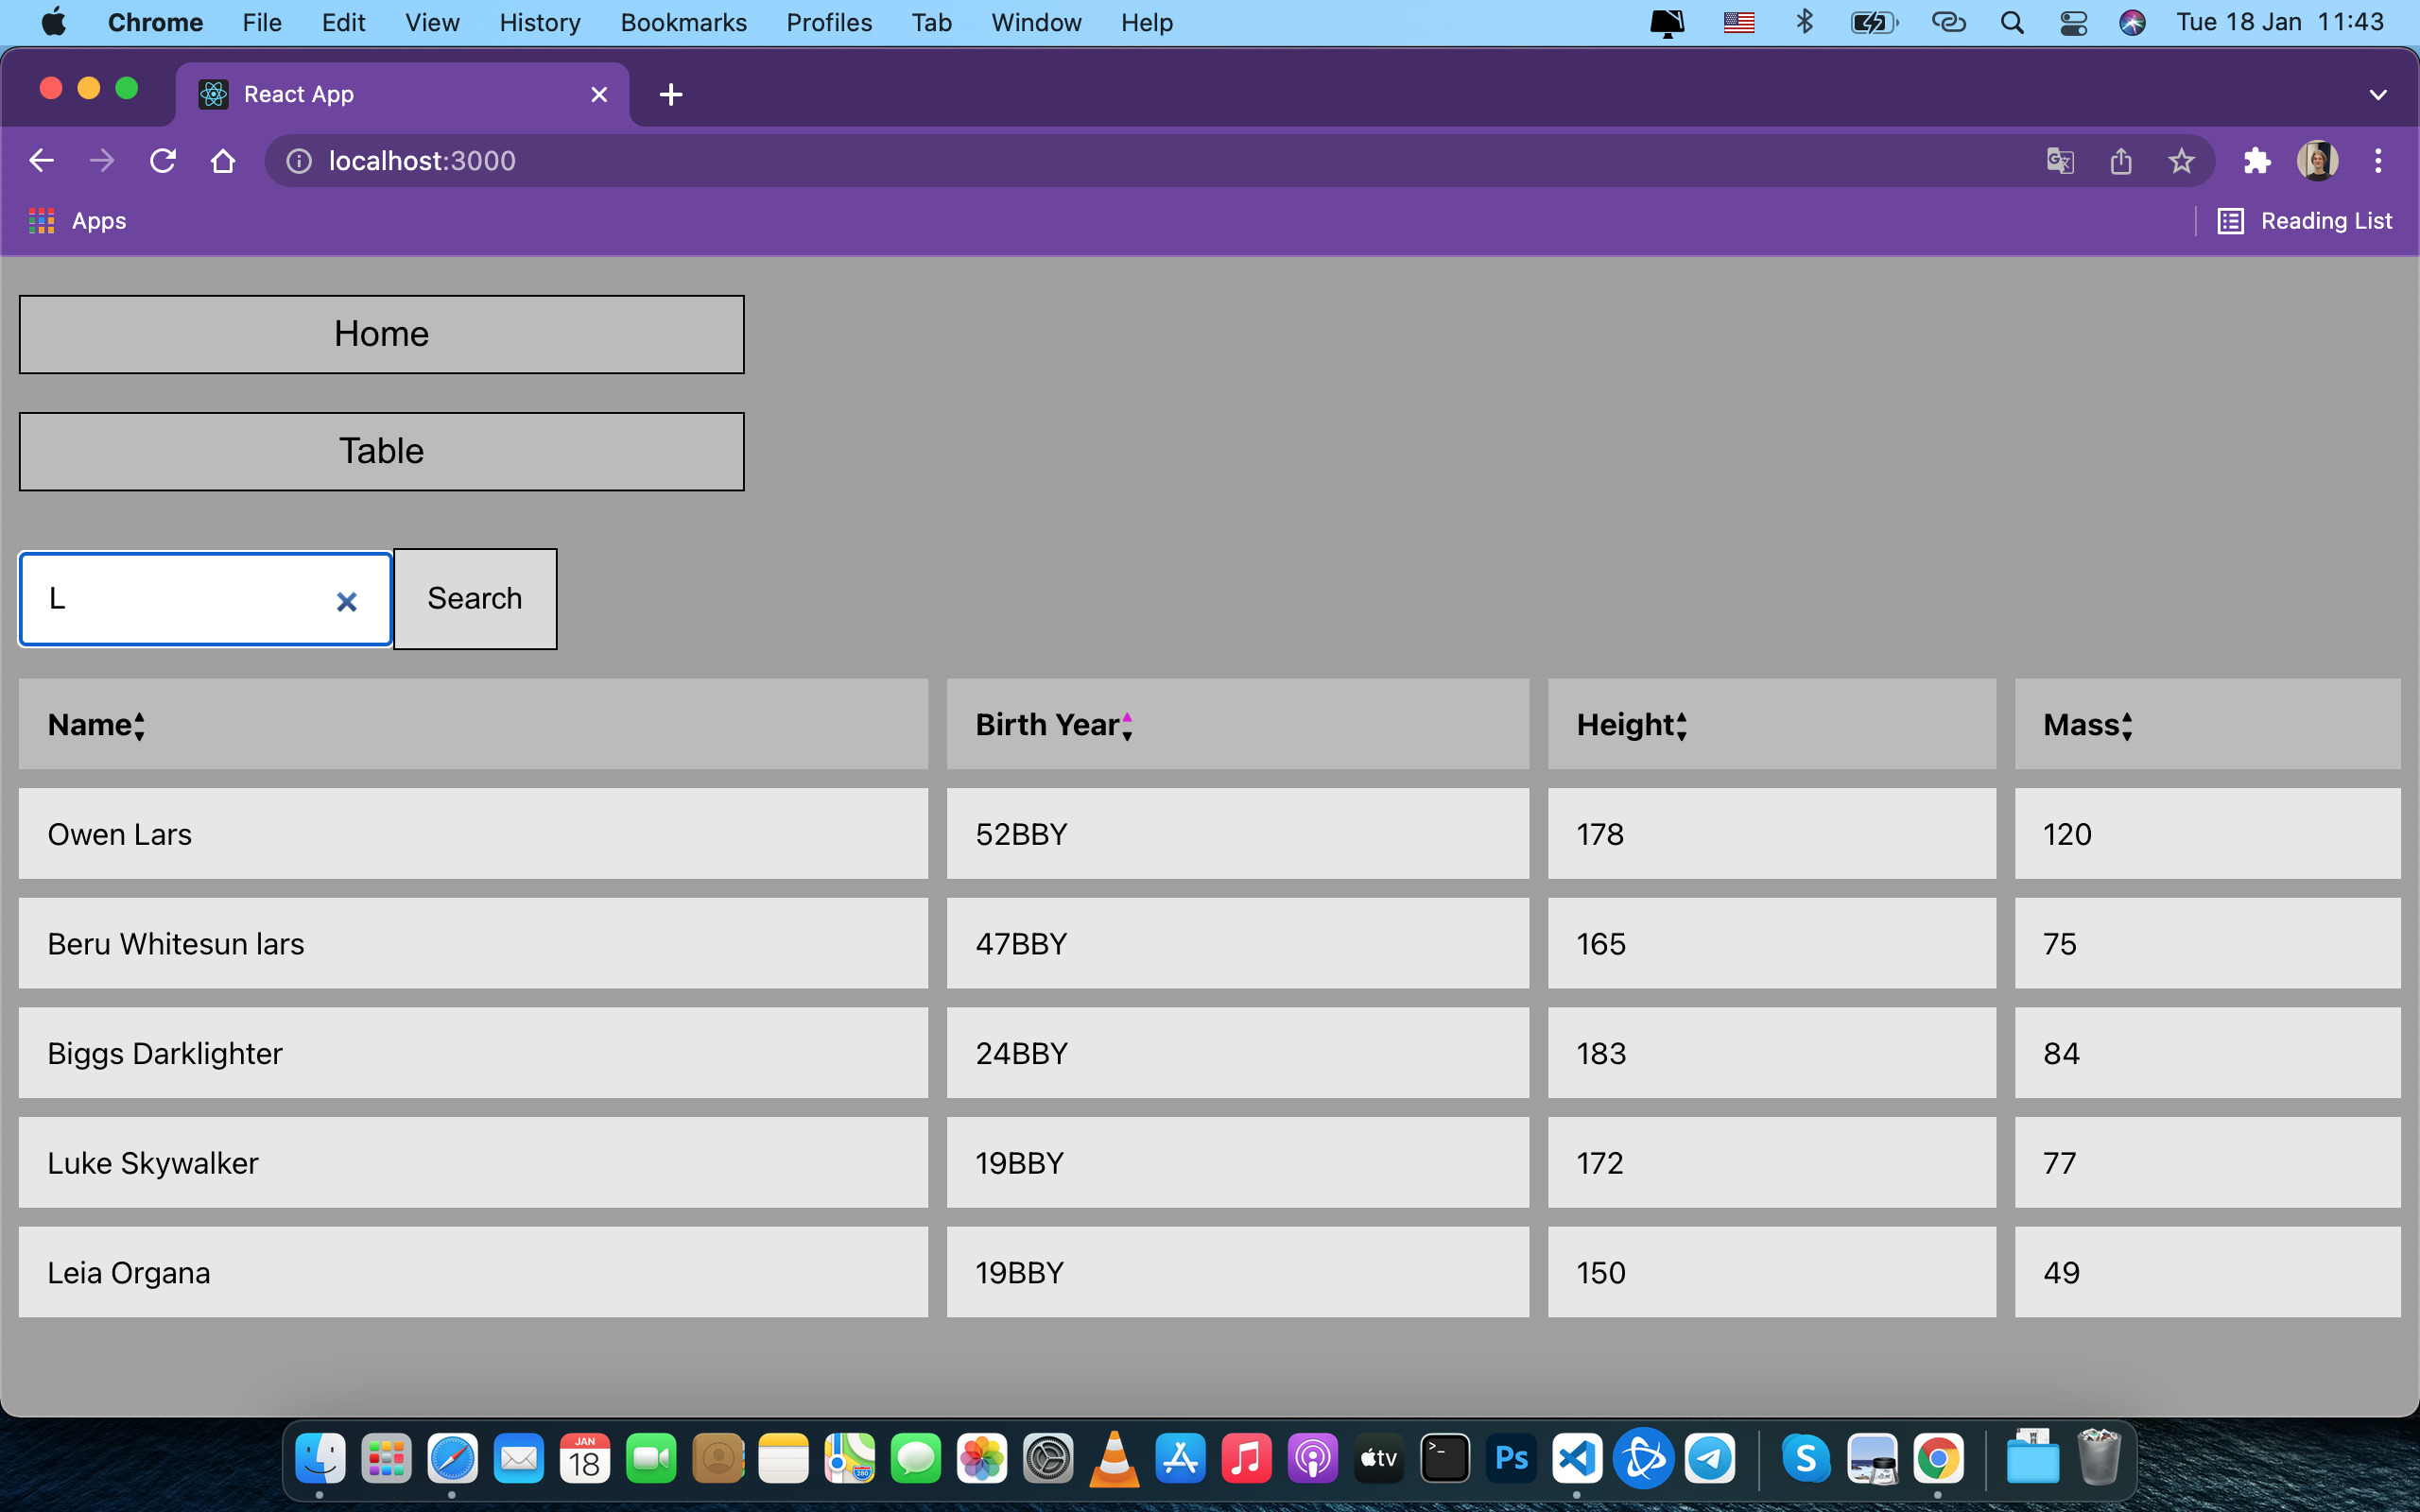 Chrome File Edit View History Bookmarks Profiles Tab Window Help Tue 18 Jan 11:43
React App
localhost:3000
Apps Reading List
Home
Table
L Search
Name Birth Year Height Mass
Owen Lars 52BBY 178 120
Beru Whitesun lars 47BBY 165 75
Biggs Darklighter 24BBY 183 84
Luke Skywalker 19BBY 172 77
Leia Organa 19BBY 150 49
JAN
18
280
tv
>_
Ps
S